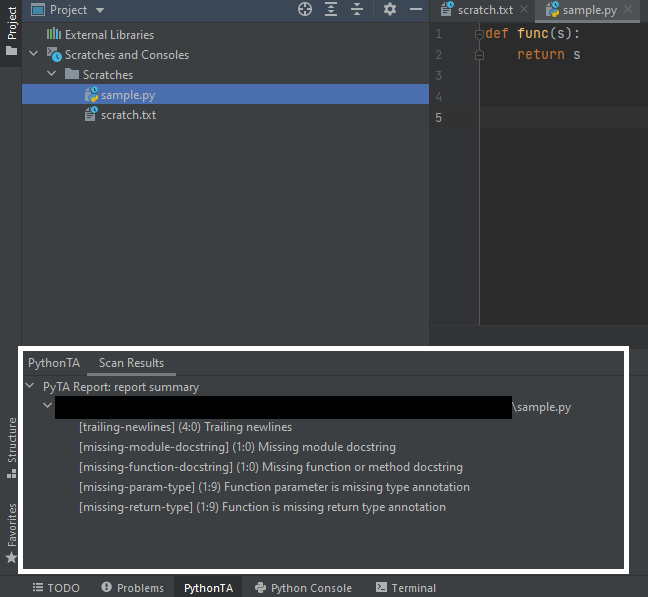 Project
Project
External Libraries
Scratches and Consoles
Scratches
sample.py
scratch.txt
scratch.txt
sample.py
1 def func(s):
2 return s
3
4
5
PythonTA Scan Results
PyTA Report: report summary
\sample.py
[trailing-newlines] (4:0) Trailing newlines
[missing-module-docstring] (1:0) Missing module docstring
[missing-function-docstring] (1:0) Missing function or method docstring
[missing-param-type] (1:9) Function parameter is missing type annotation
[missing-return-type] (1:9) Function is missing return type annotation
Structure
Favorites
TODO Problems PythonTA Python Console Terminal